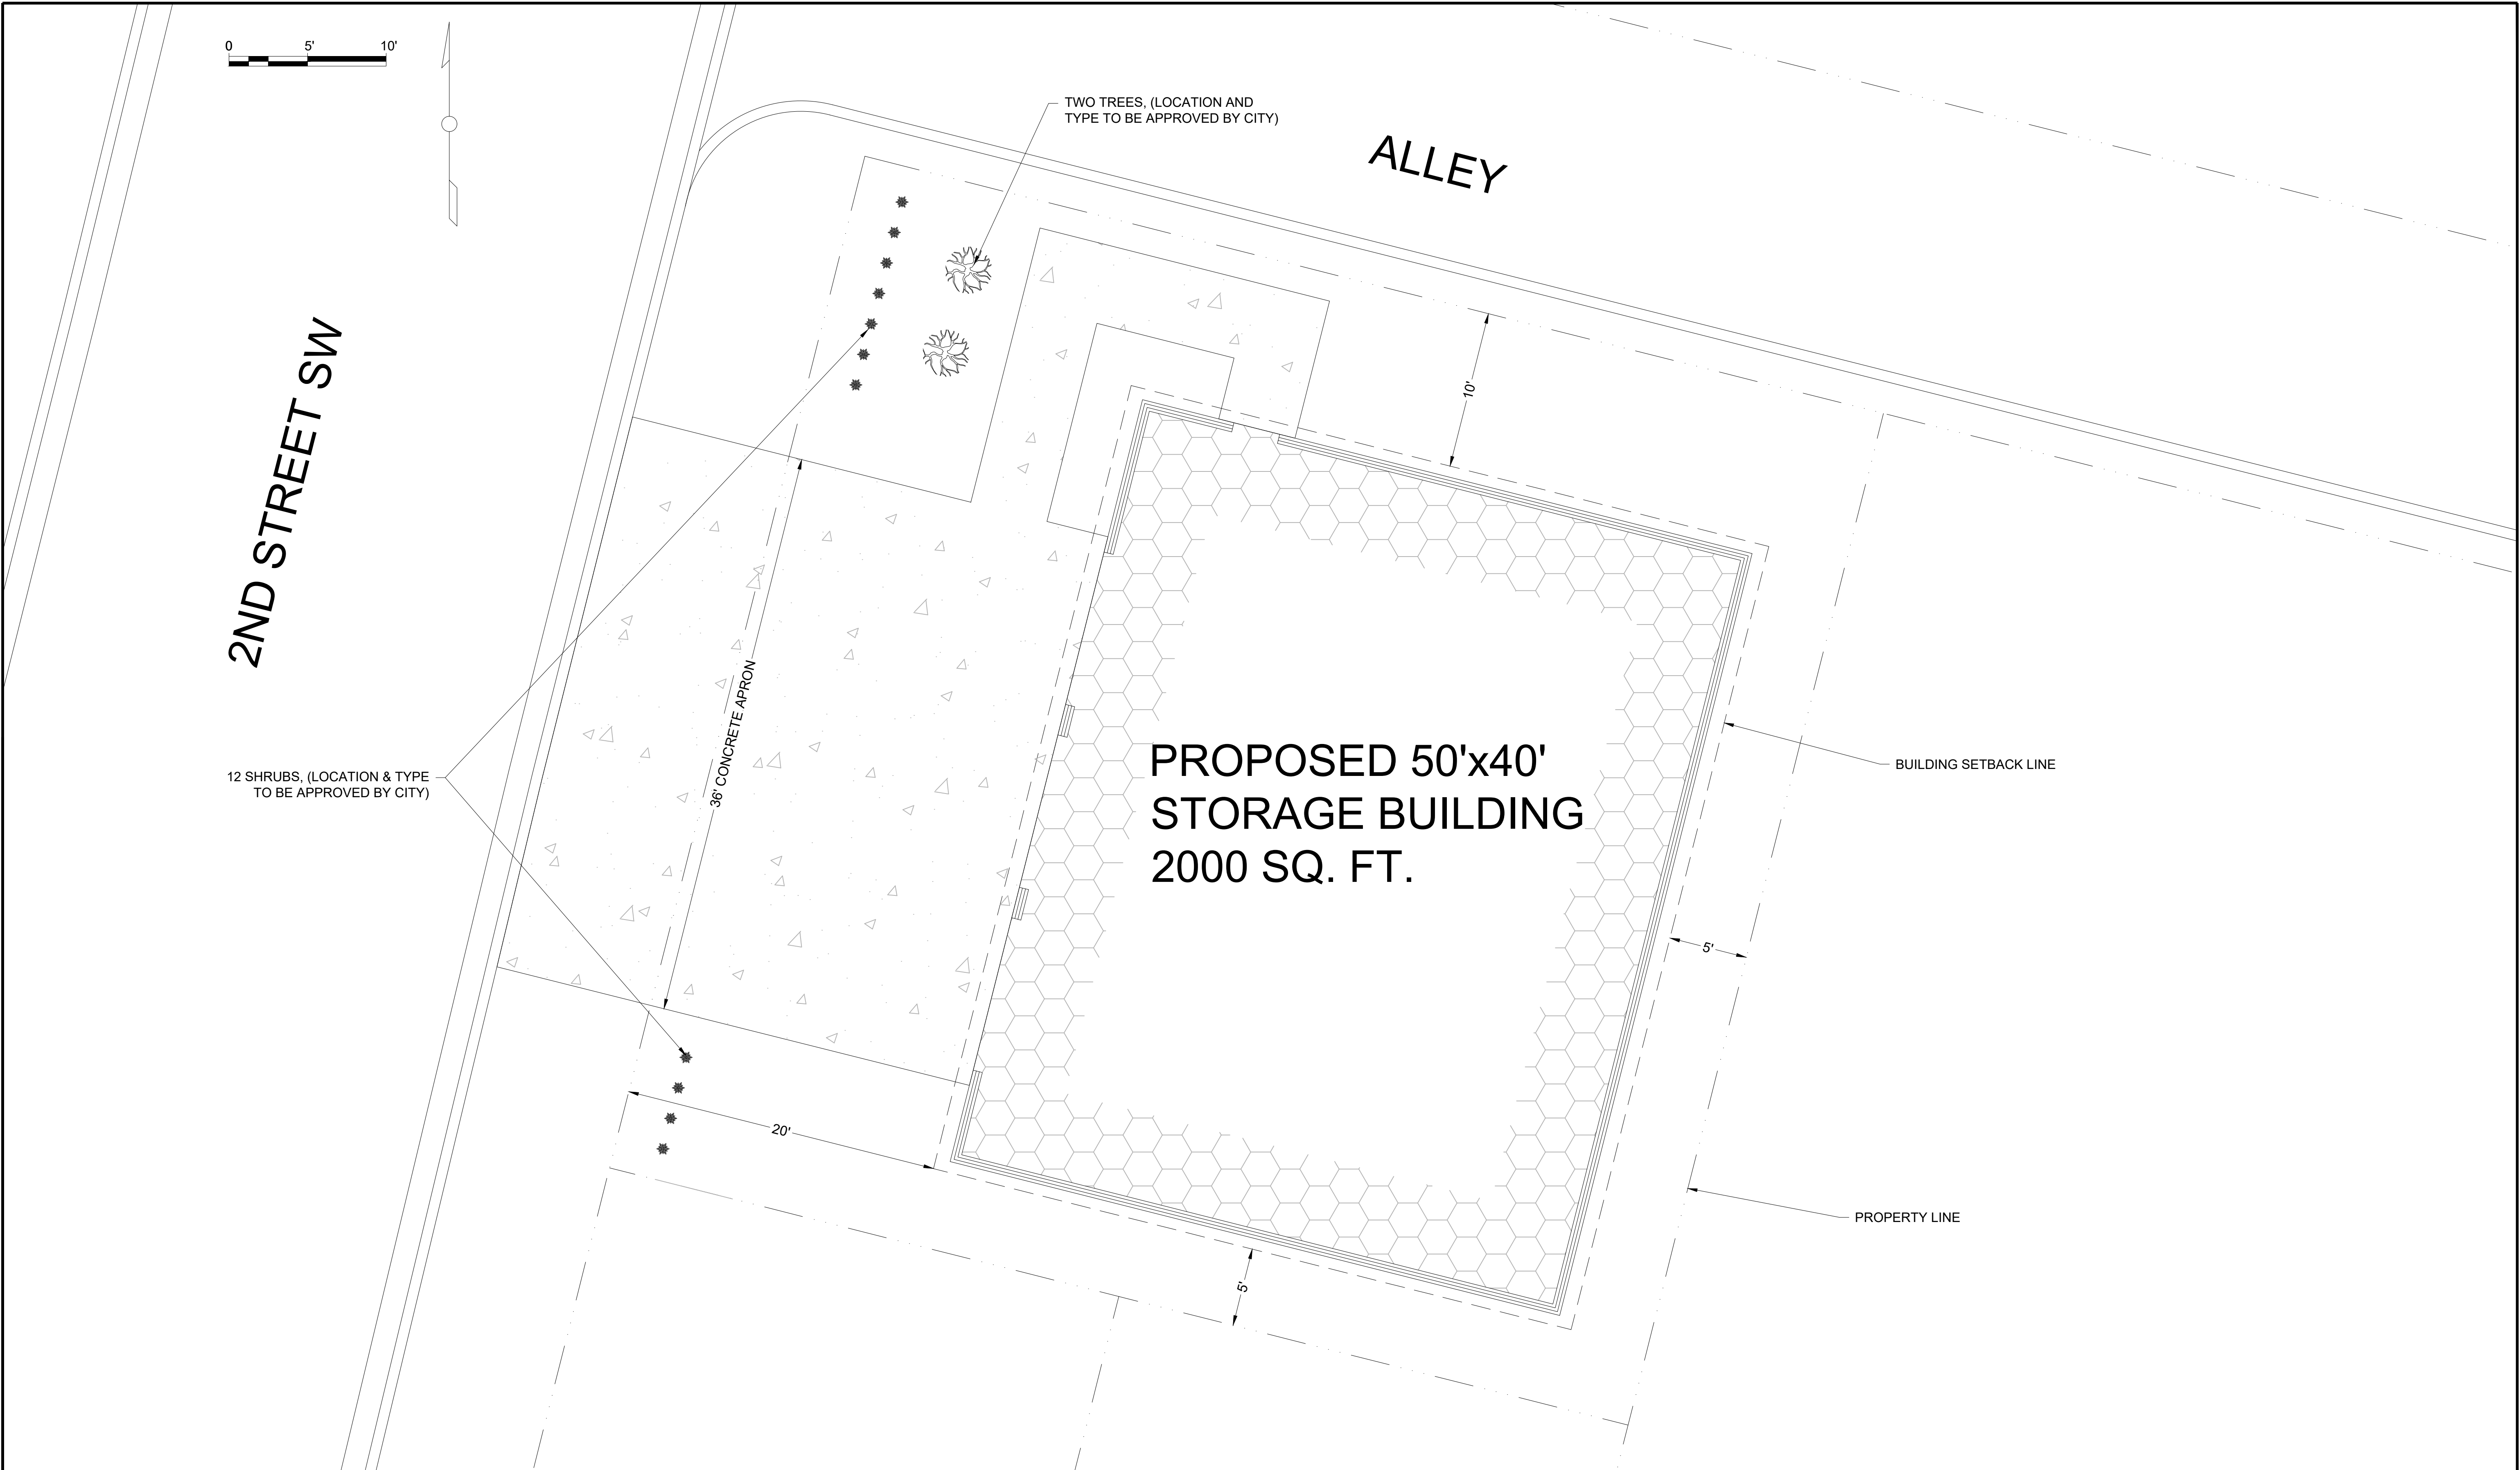 0 5' 10'
TWO TREES, (LOCATION AND
TYPE TO BE APPROVED BY CITY)
ALLEY
2ND STREET SW
10'
36' CONCRETE APRON
12 SHRUBS, (LOCATION & TYPE
TO BE APPROVED BY CITY)
PROPOSED 50'x40'
STORAGE BUILDING
2000 SQ. FT.
BUILDING SETBACK LINE
5'
20'
PROPERTY LINE
5'